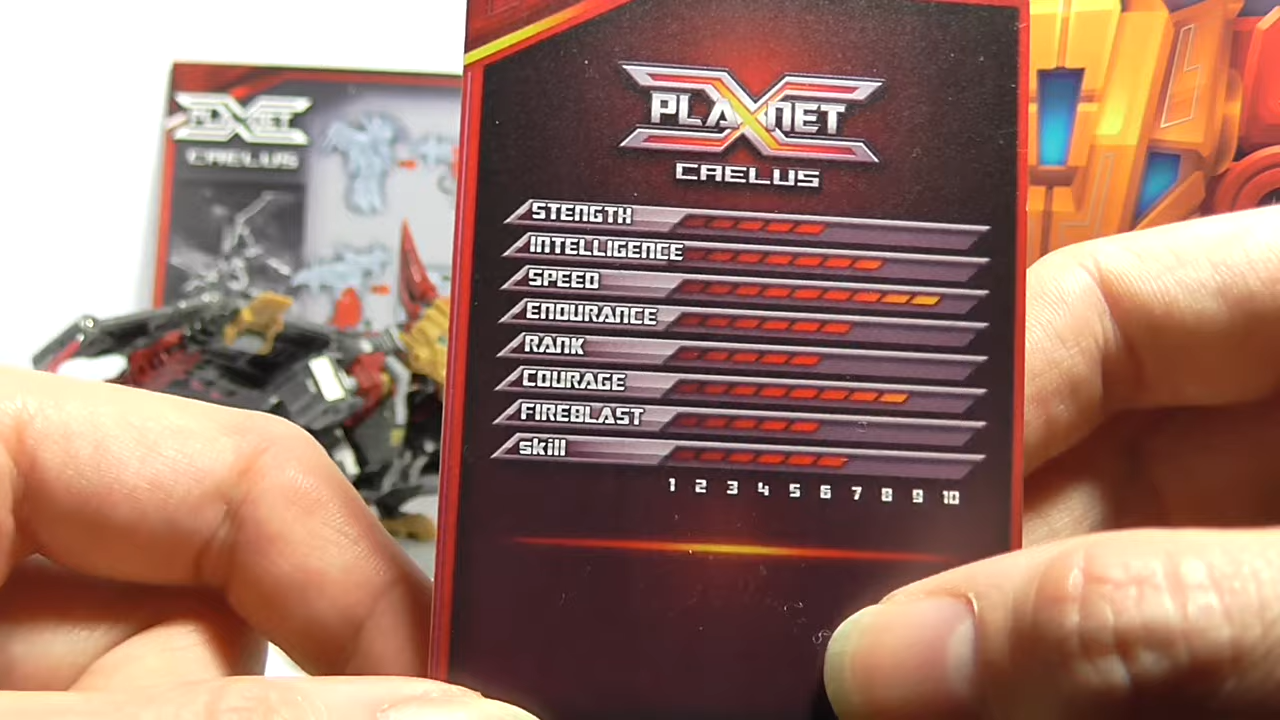 PLANET
CAELUS
PLANET
CAELUS
STENGTH
INTELLIGENCE
SPEED
ENDURANCE
RANK
COURAGE
FIREBLAST
skill
1 2 3 4 5 6 7 8 9 10